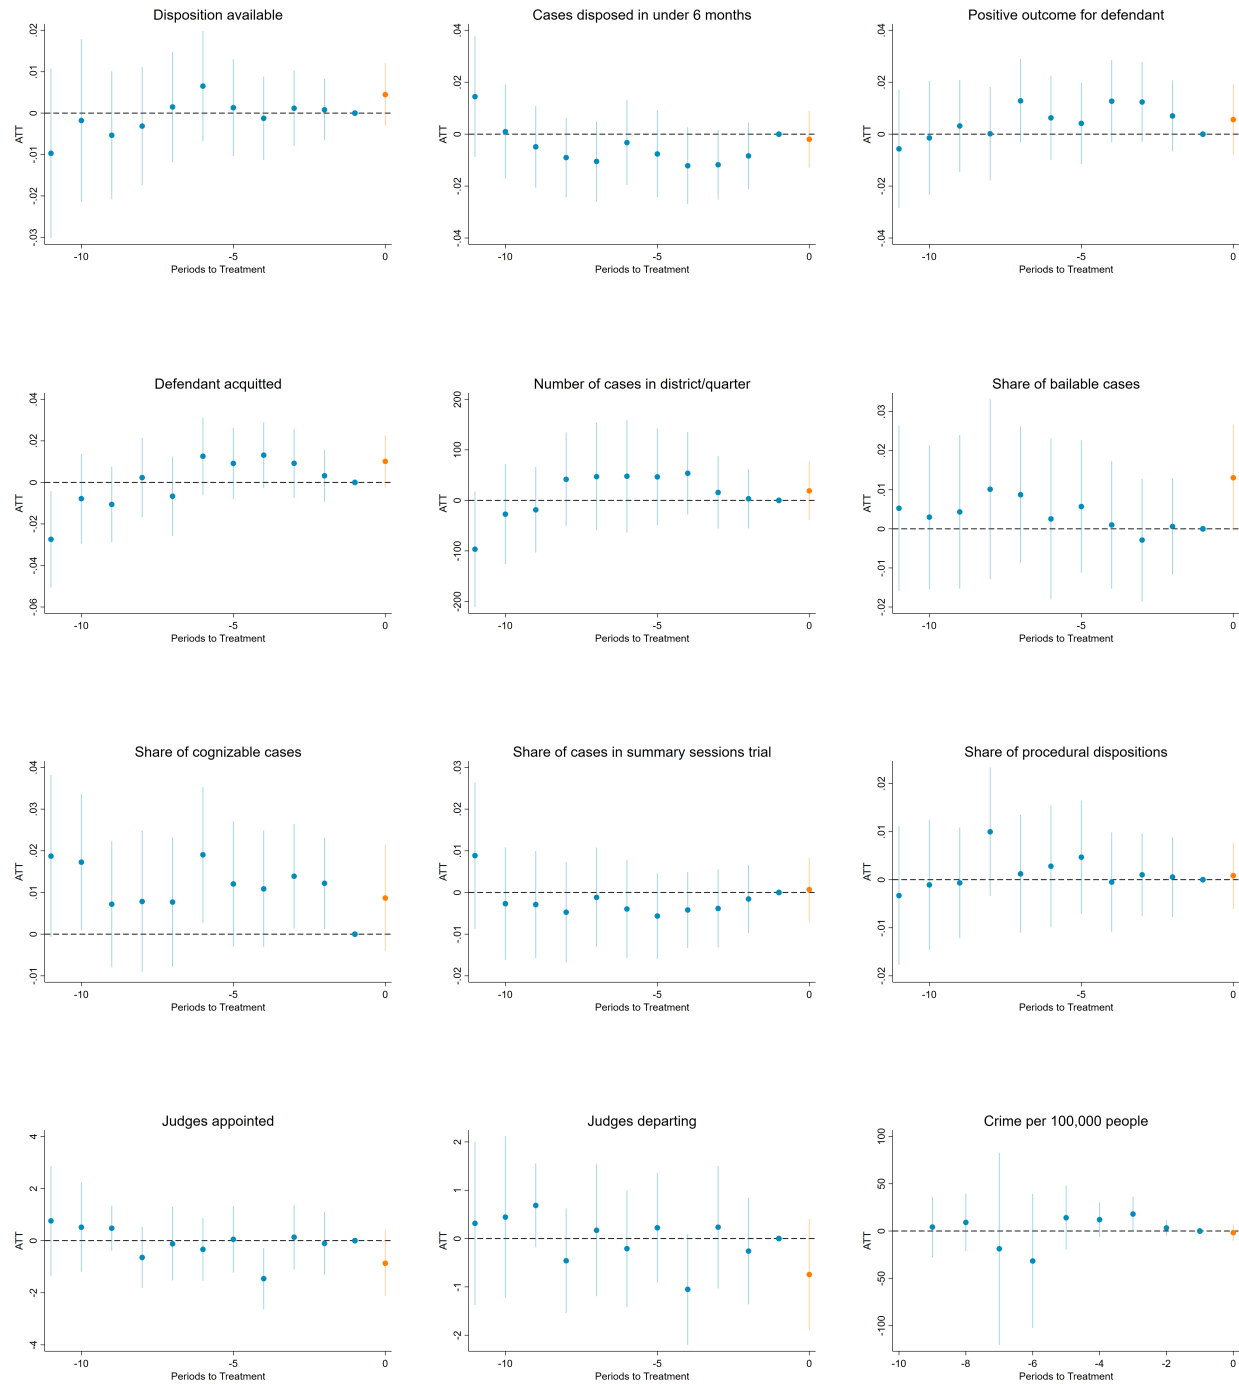 Disposition available
.02
.01
0
-.01
-.02
-.03
ATT
-10
-5
0
Periods to Treatment
Cases disposed in under 6 months
.04
.02
0
-.02
-.04
ATT
-10
-5
0
Periods to Treatment
Positive outcome for defendant
.04
.02
0
-.02
-.04
ATT
-10
-5
0
Periods to Treatment
Defendant acquitted
.04
.02
0
-.02
-.04
-.06
ATT
-10
-5
0
Periods to Treatment
Number of cases in district/quarter
200
100
0
-100
-200
ATT
-10
-5
0
Periods to Treatment
Share of bailable cases
.03
.01
0
-.01
-.02
ATT
-10
-5
0
Periods to Treatment
Share of cognizable cases
.04
.03
.02
.01
0
-.01
ATT
-10
-5
0
Periods to Treatment
Share of cases in summary sessions trial
.03
.02
.01
0
-.01
-.02
ATT
-10
-5
0
Periods to Treatment
Share of procedural dispositions
.02
.01
0
-.01
-.02
ATT
-10
-5
0
Periods to Treatment
Judges appointed
4
2
0
-2
-4
ATT
-10
-5
0
Periods to Treatment
Judges departing
2
1
0
-1
-2
ATT
-10
-5
0
Periods to Treatment
Crime per 100,000 people
100
50
0
-50
-100
ATT
-10
-8
-6
-4
-2
0
Periods to Treatment